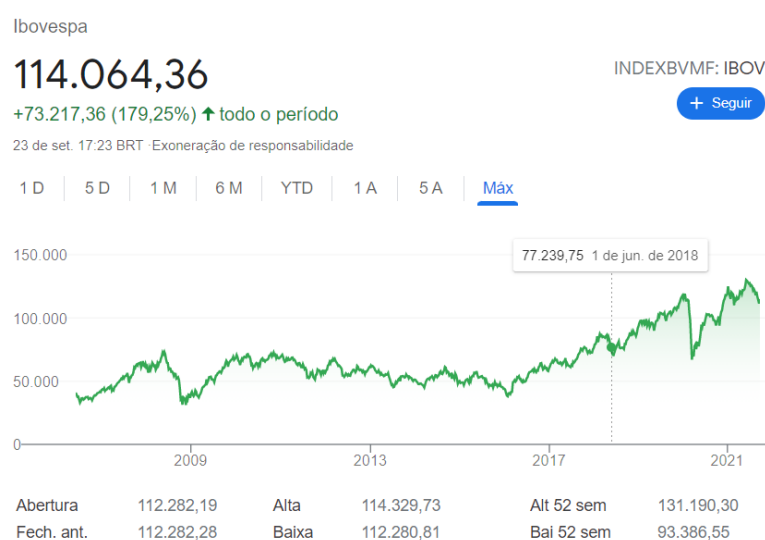 Ibovespa
114.064,36
INDEXBVMF: IBOV
+73.217,36 (179,25%) ↑ todo o período
+ Seguir
23 de set. 17:23 BRT ·Exoneração de responsabilidade
1 D 5 D 1 M 6 M YTD 1 A 5 A Máx
77.239,75 1 de jun. de 2018
150.000
100.000
50.000
0
2009 2013 2017 2021
Abertura 112.282,19 Alta 114.329,73 Alt 52 sem 131.190,30
Fech. ant. 112.282,28 Baixa 112.280,81 Bai 52 sem 93.386,55